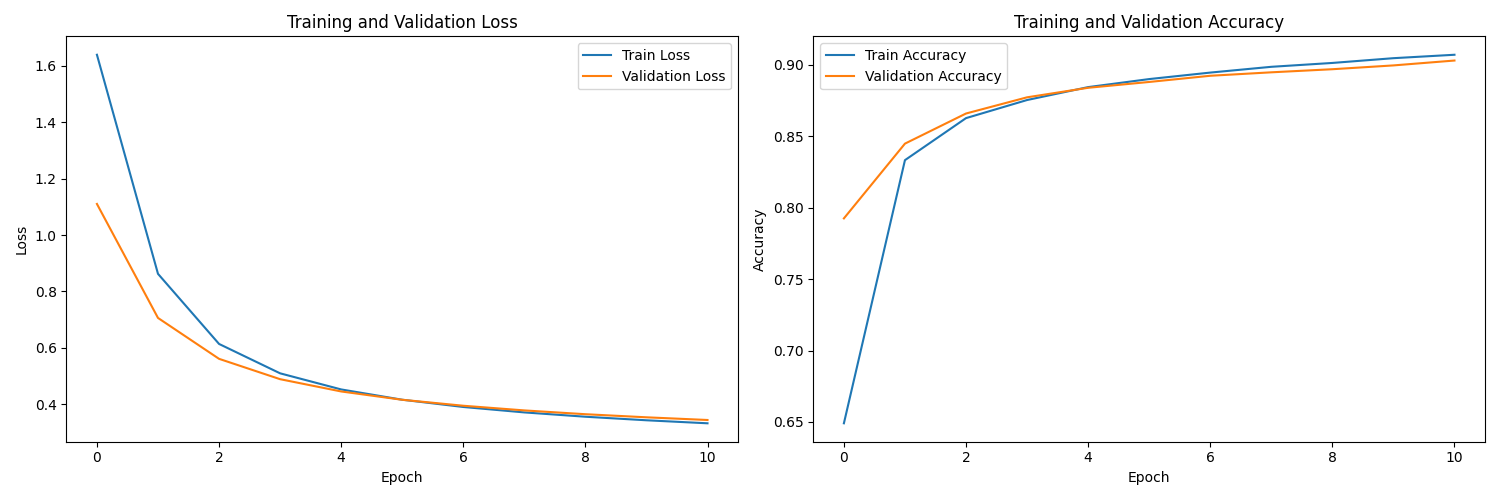 Training and Validation Loss
Train Loss
Validation Loss
1.6
1.4
1.2
1.0
0.8
0.6
0.4
Loss
0 2 4 6 8 10
Epoch
Training and Validation Accuracy
Train Accuracy
Validation Accuracy
0.90
0.85
0.80
0.75
0.70
0.65
Accuracy
0 2 4 6 8 10
Epoch